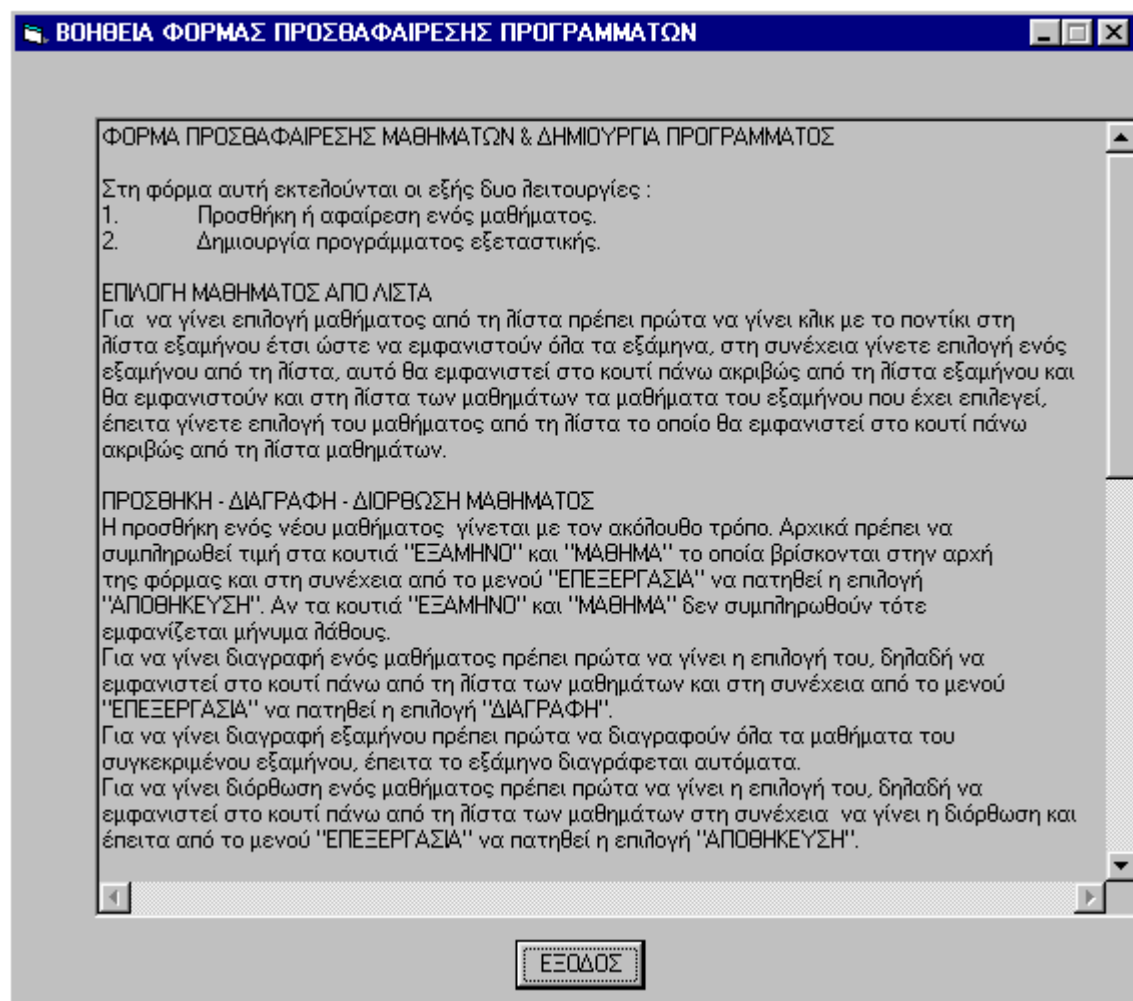 ΒΟΗΘΕΙΑ ΦΟΡΜΑΣ ΠΡΟΣΘΑΦΑΙΡΕΣΗΣ ΠΡΟΓΡΑΜΜΑΤΩΝ
ΦΟΡΜΑ ΠΡΟΣΘΑΦΑΙΡΕΣΗΣ ΜΑΘΗΜΑΤΩΝ & ΔΗΜΙΟΥΡΓΙΑ ΠΡΟΓΡΑΜΜΑΤΟΣ
Στη φόρμα αυτή εκτελούνται οι εξής δυο λειτουργίες :
1. Προσθήκη ή αφαίρεση ενός μαθήματος.
2. Δημιουργία προγράμματος εξεταστικής.
ΕΠΙΛΟΓΗ ΜΑΘΗΜΑΤΟΣ ΑΠΟ ΛΙΣΤΑ
Για να γίνει επιλογή μαθήματος από τη λίστα πρέπει πρώτα να γίνει κλικ με το ποντίκι στη
λίστα εξαμήνου έτσι ώστε να εμφανιστούν όλα τα εξάμηνα, στη συνέχεια γίνετε επιλογή ενός
εξαμήνου από τη λίστα, αυτό θα εμφανιστεί στο κουτί πάνω ακριβώς από τη λίστα εξαμήνου και
θα εμφανιστούν και στη λίστα των μαθημάτων τα μαθήματα του εξαμήνου που έχει επιλεγεί,
έπειτα γίνετε επιλογή του μαθήματος από τη λίστα το οποίο θα εμφανιστεί στο κουτί πάνω
ακριβώς από τη λίστα μαθημάτων.
ΠΡΟΣΘΗΚΗ - ΔΙΑΓΡΑΦΗ - ΔΙΟΡΘΩΣΗ ΜΑΘΗΜΑΤΟΣ
Η προσθήκη ενός νέου μαθήματος γίνεται με τον ακόλουθο τρόπο. Αρχικά πρέπει να
συμπληρωθεί τιμή στα κουτιά "ΕΞΑΜΗΝΟ" και "ΜΑΘΗΜΑ" το οποία βρίσκονται στην αρχή
της φόρμας και στη συνέχεια από το μενού "ΕΠΕΞΕΡΓΑΣΙΑ" να πατηθεί η επιλογή
"ΑΠΟΘΗΚΕΥΣΗ". Αν τα κουτιά "ΕΞΑΜΗΝΟ" και "ΜΑΘΗΜΑ" δεν συμπληρωθούν τότε
εμφανίζεται μήνυμα λάθους.
Για να γίνει διαγραφή ενός μαθήματος πρέπει πρώτα να γίνει η επιλογή του, δηλαδή να
εμφανιστεί στο κουτί πάνω από τη λίστα των μαθημάτων και στη συνέχεια από το μενού
"ΕΠΕΞΕΡΓΑΣΙΑ" να πατηθεί η επιλογή "ΔΙΑΓΡΑΦΗ".
Για να γίνει διαγραφή εξαμήνου πρέπει πρώτα να διαγραφούν όλα τα μαθήματα του
συγκεκριμένου εξαμήνου, έπειτα το εξάμηνο διαγράφεται αυτόματα.
Για να γίνει διόρθωση ενός μαθήματος πρέπει πρώτα να γίνει η επιλογή του, δηλαδή να
εμφανιστεί στο κουτί πάνω από τη λίστα των μαθημάτων στη συνέχεια να γίνει η διόρθωση και
έπειτα από το μενού "ΕΠΕΞΕΡΓΑΣΙΑ" να πατηθεί η επιλογή "ΑΠΟΘΗΚΕΥΣΗ".
ΕΞΟΔΟΣ